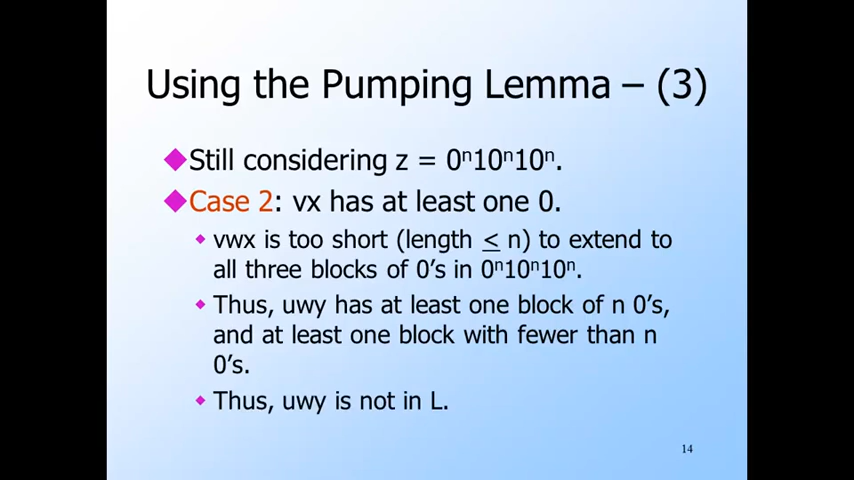 Using the Pumping Lemma – (3)
Still considering z = 0ⁿ10ⁿ10ⁿ.
Case 2: vx has at least one 0.
vwx is too short (length ≤ n) to extend to
all three blocks of 0's in 0ⁿ10ⁿ10ⁿ.
Thus, uwy has at least one block of n 0's,
and at least one block with fewer than n
0's.
Thus, uwy is not in L.
14